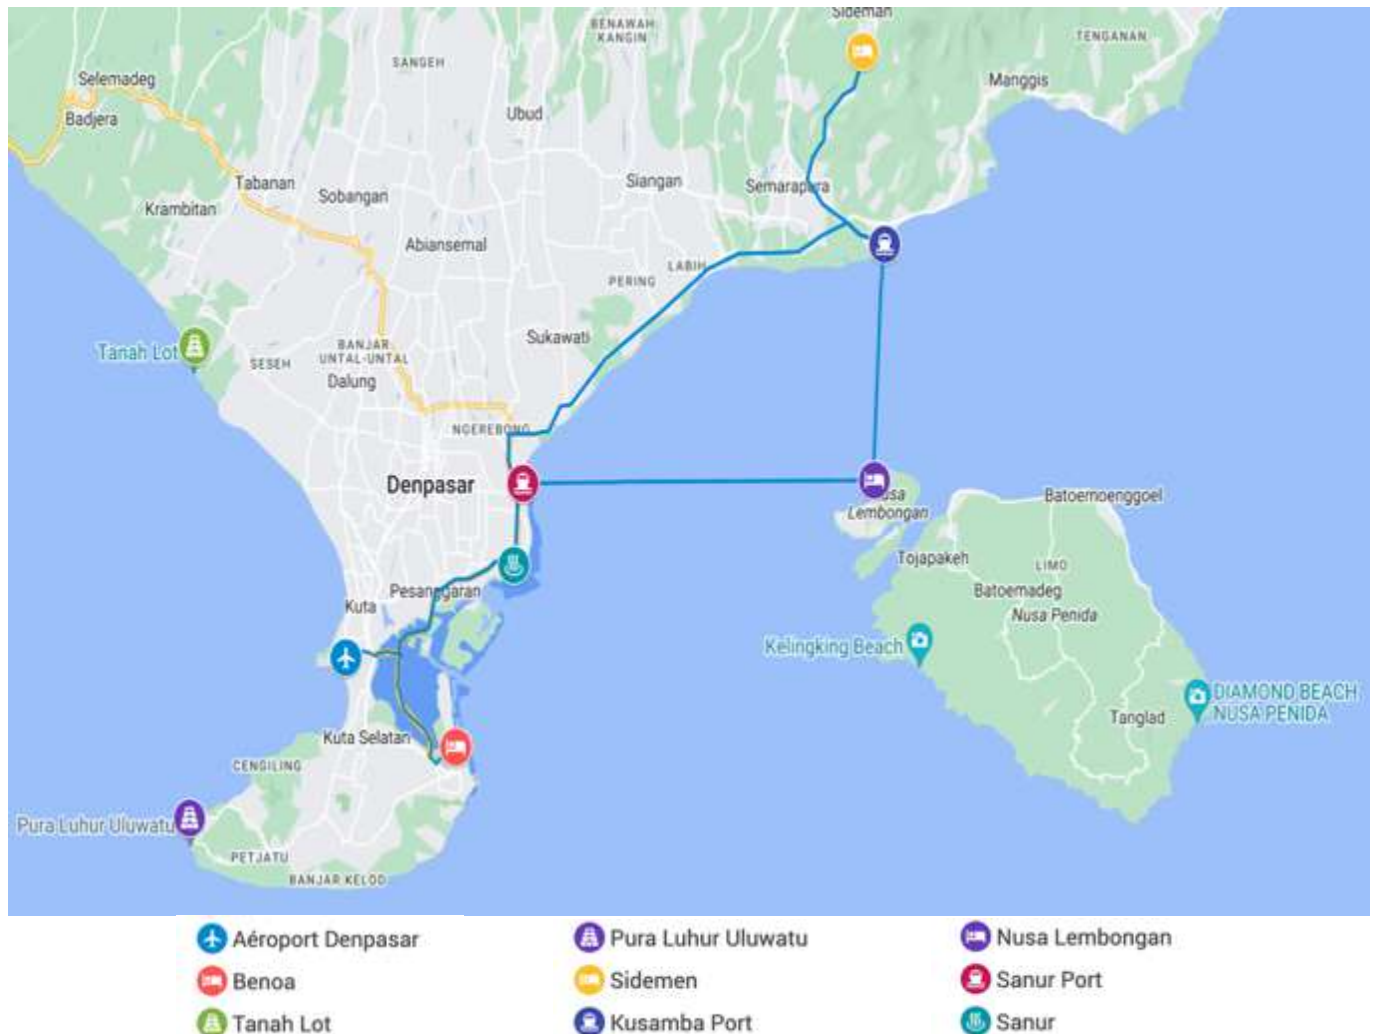 Sideman
BENAWAH
KANGIN
TENGANAN
SANGEH
Selemadeg
Manggis
Badjera
Ubud
Tabanan
Sobangan
Siangan
Semarapura
Krambitan
Abiansemal
LABIH
PERING
Tanah Lot
SESEH
BANJAR
UNTAL-UNTAL
Sukawati
Dalung
NGEREBONG
Denpasar
Nusa
Lembongan
Batoemoenggoel
Tojapakeh
LIMO
Pesanggaran
Batoemadeg
Kuta
Nusa Penida
Kelingking Beach
DIAMOND BEACH
NUSA PENIDA
Tanglad
Kuta Selatan
CENGILING
Pura Luhur Uluwatu
PETJATU
BANJAR KELOD
Aéroport Denpasar
Pura Luhur Uluwatu
Nusa Lembongan
Benoa
Sidemen
Sanur Port
Tanah Lot
Kusamba Port
Sanur